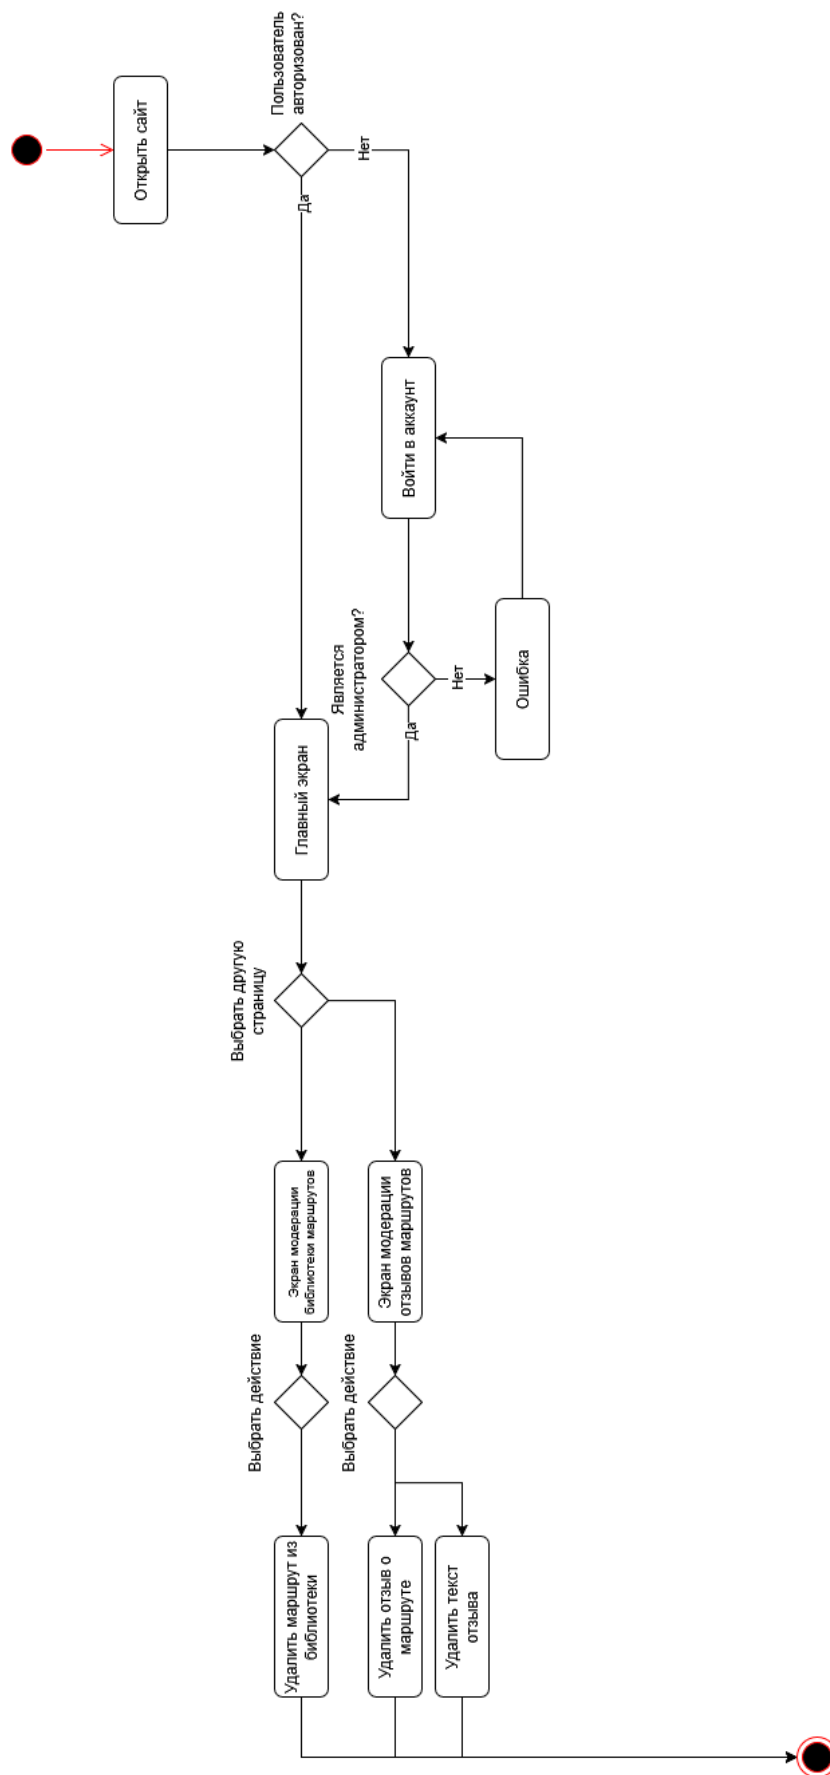 Открыть сайт
Пользователь
авторизован?
Нет
Да
Войти в аккаунт
Является
администратором?
Нет
Да
Ошибка
Главный экран
Выбрать другую
страницу
Экран модерации
библиотеки маршрутов
Экран модерации
отзывов маршрутов
Выбрать действие
Выбрать действие
Удалить маршрут из
библиотеки
Удалить отзыв о
маршруте
Удалить текст
отзыва